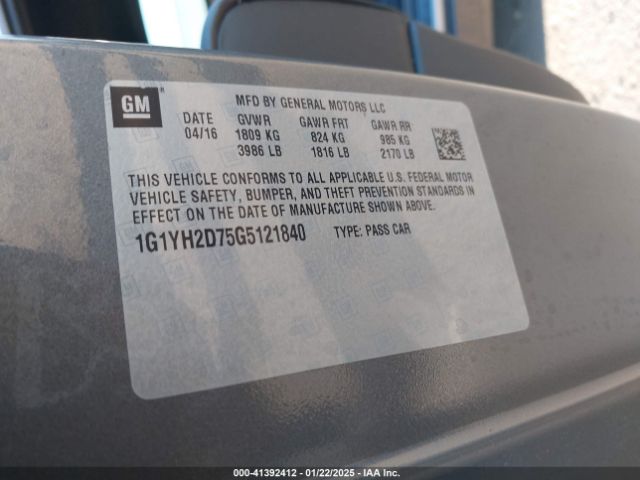 GM
MFD BY GENERAL MOTORS LLC
DATE GVWR GAWR FRT GAWR RR
04/16 1809 KG 824 KG 985 KG
3986 LB 1816 LB 2170 LB
THIS VEHICLE CONFORMS TO ALL APPLICABLE U.S. FEDERAL MOTOR
VEHICLE SAFETY, BUMPER, AND THEFT PREVENTION STANDARDS IN
EFFECT ON THE DATE OF MANUFACTURE SHOWN ABOVE.
1G1YH2D75G5121840 TYPE: PASS CAR
000-41392412 - 01/22/2025 - IAA Inc.